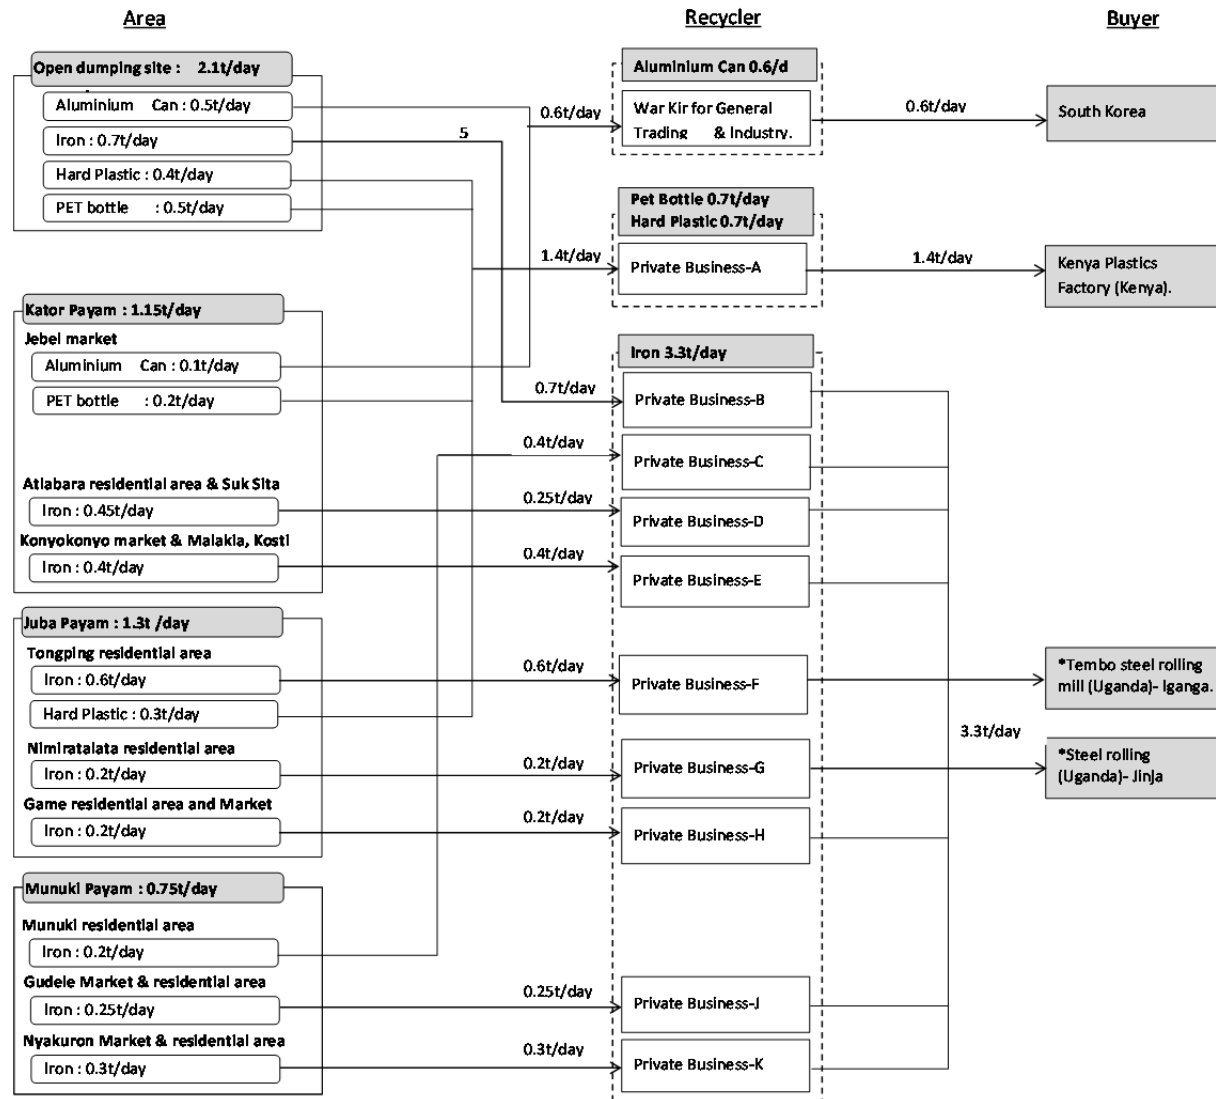 Area
Recycler
Buyer
Open dumping site : 2.1t/day
Aluminium Can : 0.5t/day
Iron : 0.7t/day
Hard Plastic : 0.4t/day
PET bottle : 0.5t/day
5
0.6t/day
Aluminium Can 0.6/d
War Kir for General
Trading & Industry.
0.6t/day
South Korea
Pet Bottle 0.7t/day
Hard Plastic 0.7t/day
1.4t/day
Private Business-A
1.4t/day
Kenya Plastics
Factory (Kenya).
Kator Payam : 1.15t/day
Jebel market
Aluminium Can : 0.1t/day
PET bottle : 0.2t/day
Atlabara residential area & Suk Sita
Iron : 0.45t/day
Konyokonyo market & Malakia, Kosti
Iron : 0.4t/day
Iron 3.3t/day
0.7t/day
Private Business-B
0.4t/day
Private Business-C
0.25t/day
Private Business-D
0.4t/day
Private Business-E
Juba Payam : 1.3t /day
Tongping residential area
Iron : 0.6t/day
Hard Plastic : 0.3t/day
Nimiratalata residential area
Iron : 0.2t/day
Game residential area and Market
Iron : 0.2t/day
0.6t/day
Private Business-F
0.2t/day
Private Business-G
0.2t/day
Private Business-H
*Tembo steel rolling
mill (Uganda)- Iganga.
3.3t/day
*Steel rolling
(Uganda)- Jinja
Munuki Payam : 0.75t/day
Munuki residential area
Iron : 0.2t/day
Gudele Market & residential area
Iron : 0.25t/day
Nyakuron Market & residential area
Iron : 0.3t/day
0.25t/day
Private Business-J
0.3t/day
Private Business-K